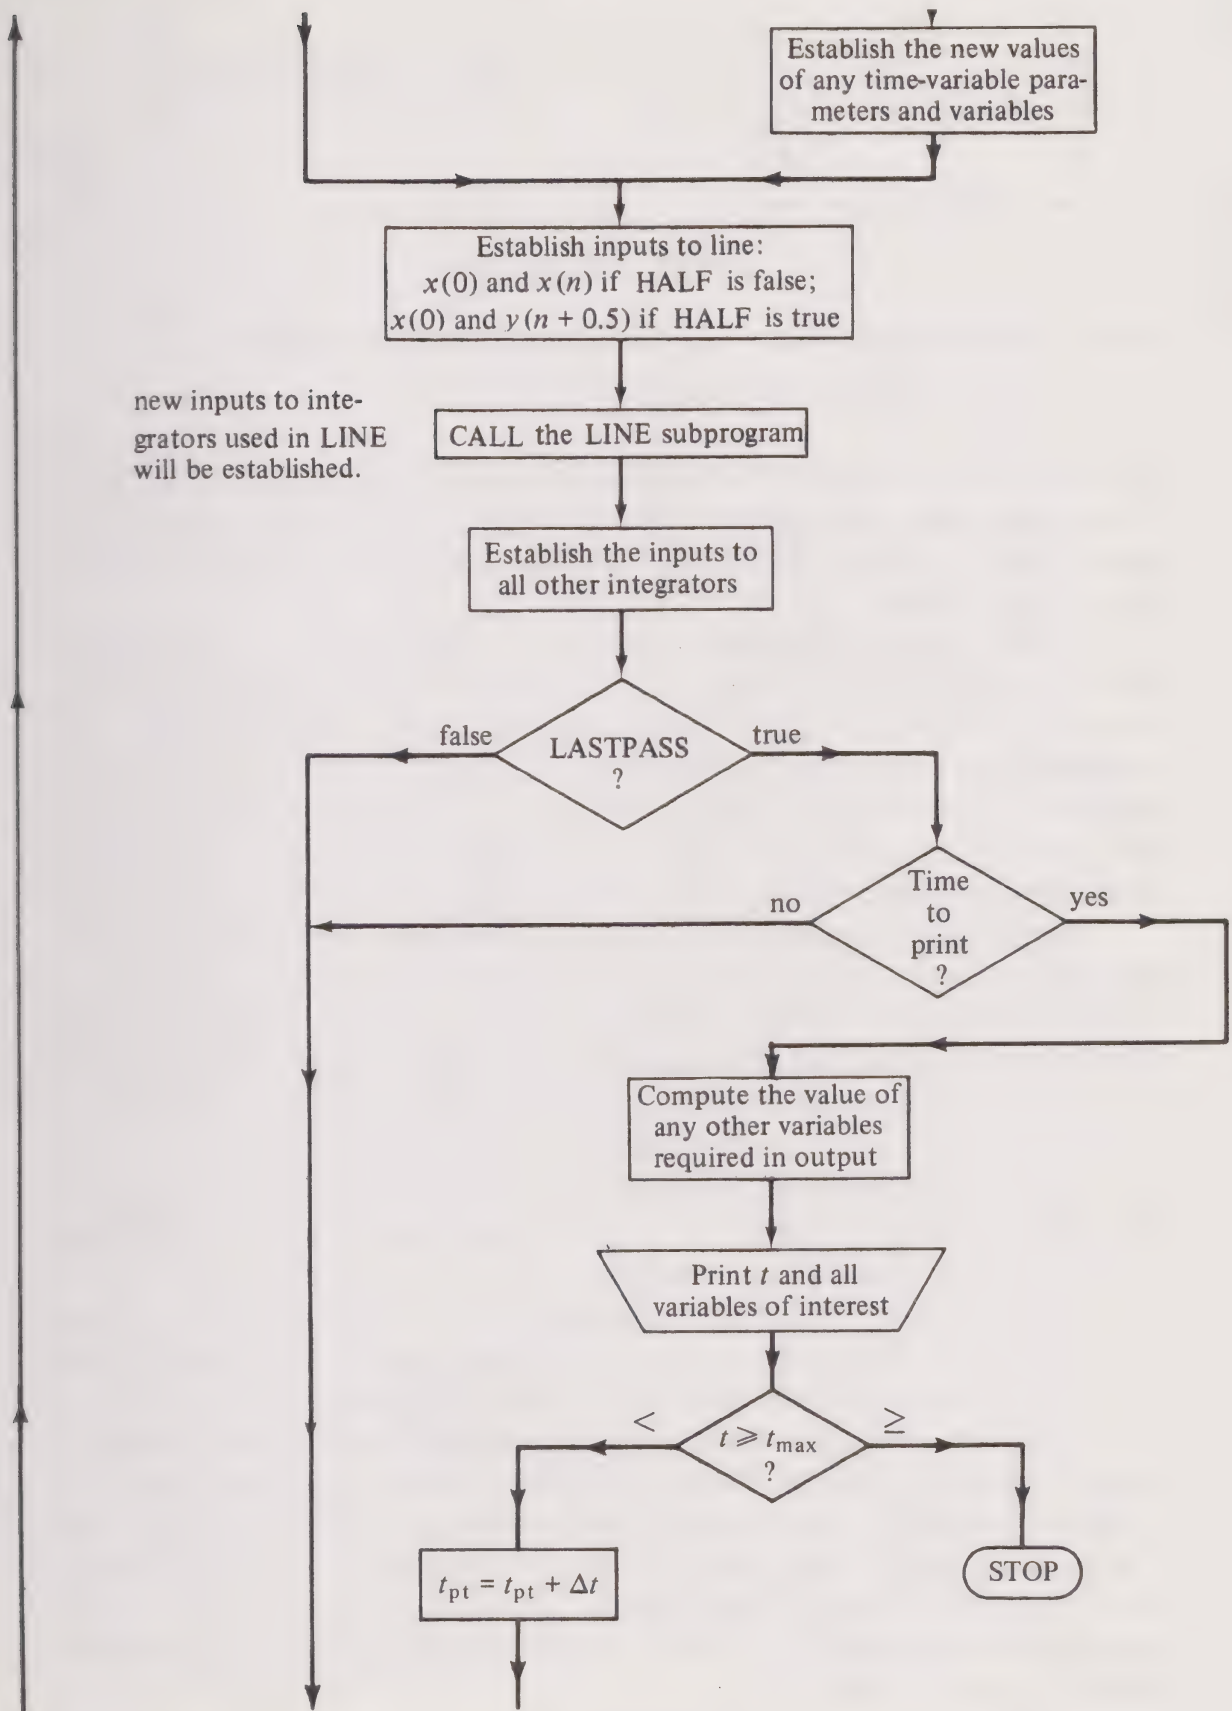 Establish the new values
of any time-variable para-
meters and variables
Establish inputs to line:
x(0) and x(n) if HALF is false;
x(0) and y(n + 0.5) if HALF is true
new inputs to inte-
grators used in LINE
will be established.
CALL the LINE subprogram
Establish the inputs to
all other integrators
false
LASTPASS
?
true
no
Time
to
print
?
yes
Compute the value of
any other variables
required in output
Print t and all
variables of interest
<
t ⩾ t_max
?
≥
t_pt = t_pt + Δt
STOP